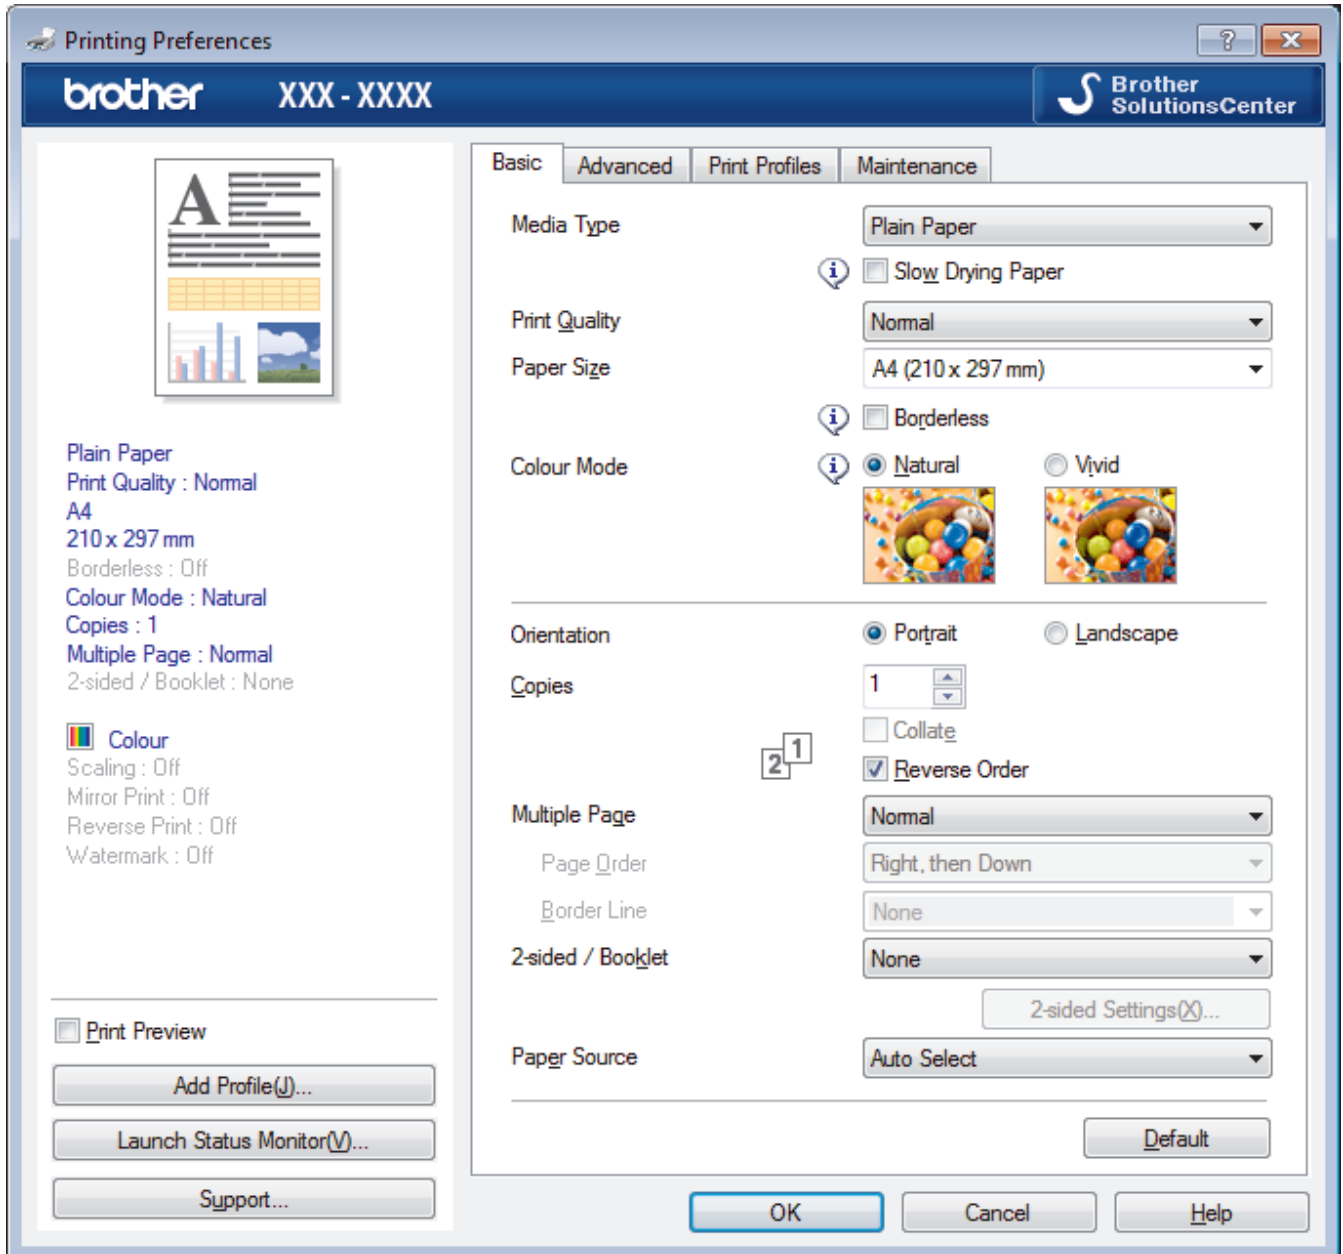 Printing Preferences
brother XXX - XXXX
Brother
SolutionsCenter
A
Plain Paper
Print Quality : Normal
A4
210 x 297 mm
Borderless : Off
Colour Mode : Natural
Copies : 1
Multiple Page : Normal
2-sided / Booklet : None
Colour
Scaling : Off
Mirror Print : Off
Reverse Print : Off
Watermark : Off
Print Preview
Add Profile(J)...
Launch Status Monitor(V)...
Support...
Basic Advanced Print Profiles Maintenance
Media Type Plain Paper
Slow Drying Paper
Print Quality Normal
Paper Size A4 (210 x 297 mm)
Borderless
Colour Mode Natural Vivid
Orientation Portrait Landscape
Copies 1
Collate
2 1
Reverse Order
Multiple Page Normal
Page Order Right, then Down
Border Line None
2-sided / Booklet None
2-sided Settings(X)...
Paper Source Auto Select
Default
OK Cancel Help